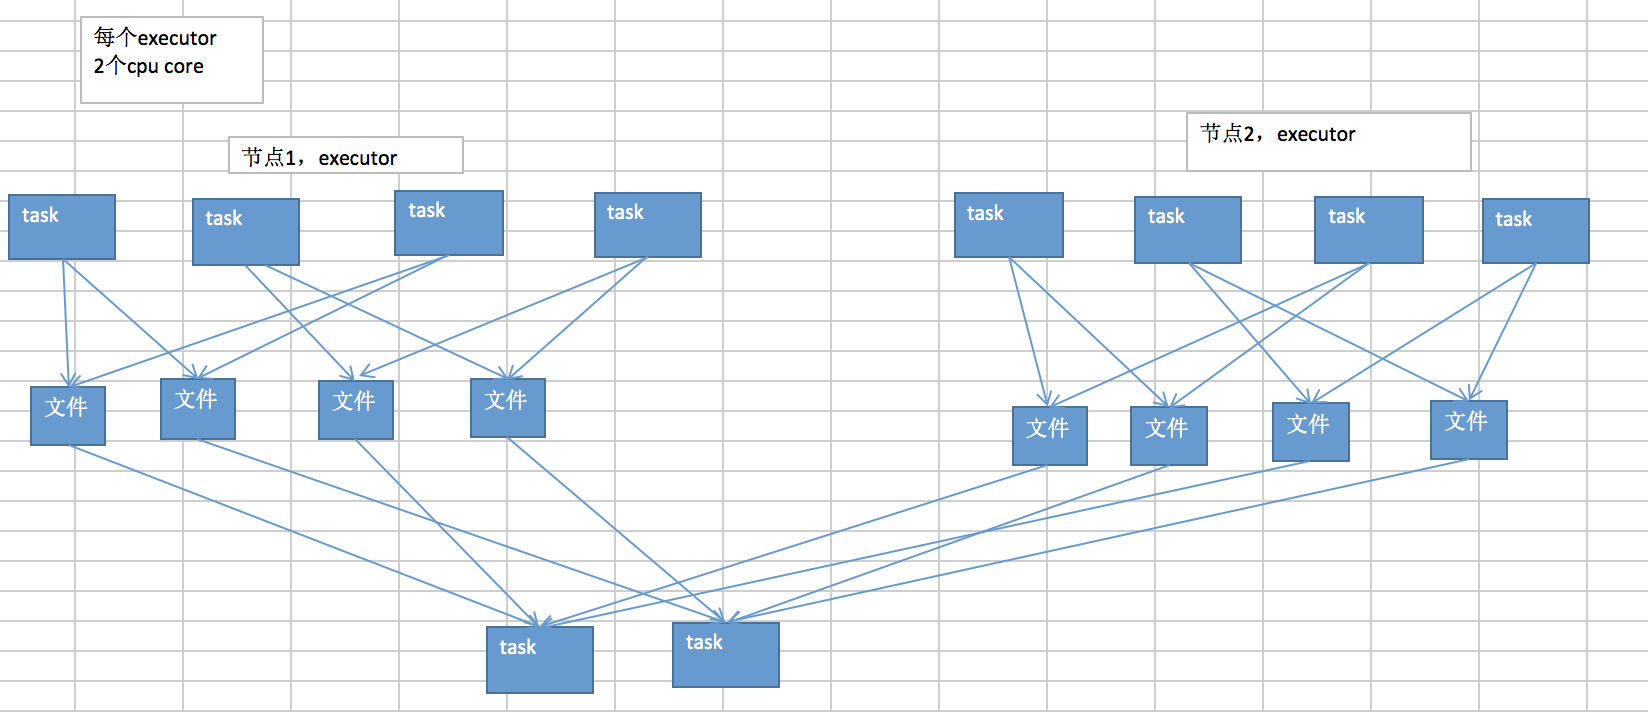 每个executor
2个cpu core
节点1，executor
节点2，executor
task
task
task
task
task
task
task
task
文件
文件
文件
文件
文件
文件
文件
文件
task
task